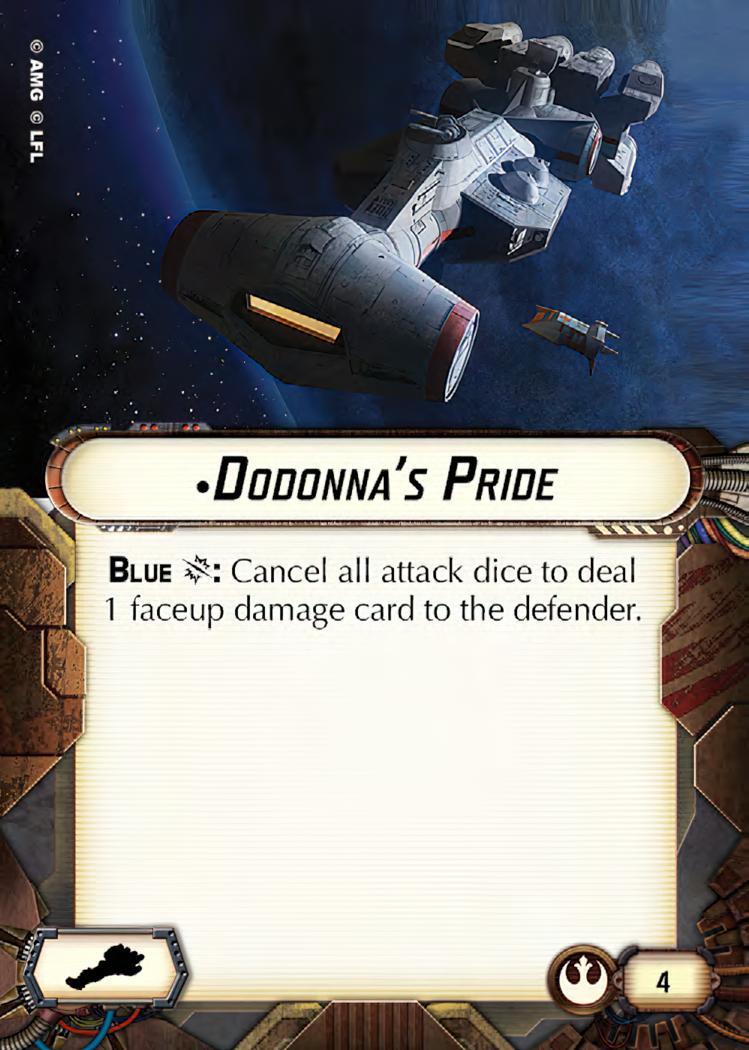 © AMG © LFL
•Dodonna's Pride
Blue : Cancel all attack dice to deal
1 faceup damage card to the defender.
4